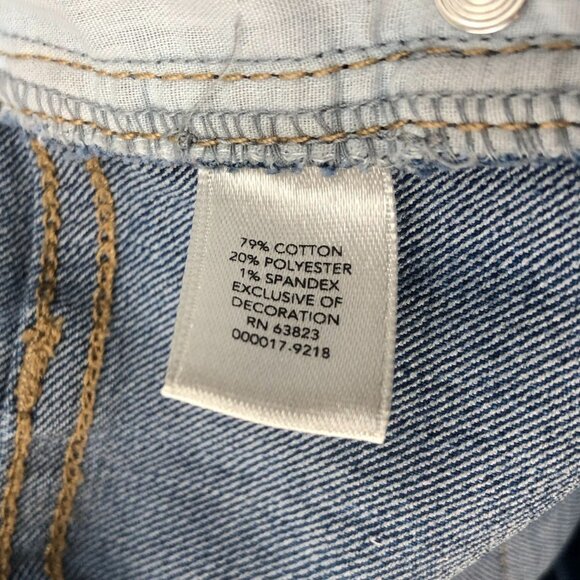 79% COTTON
20% POLYESTER
1% SPANDEX
EXCLUSIVE OF
DECORATION
RN 63823
000017-9218